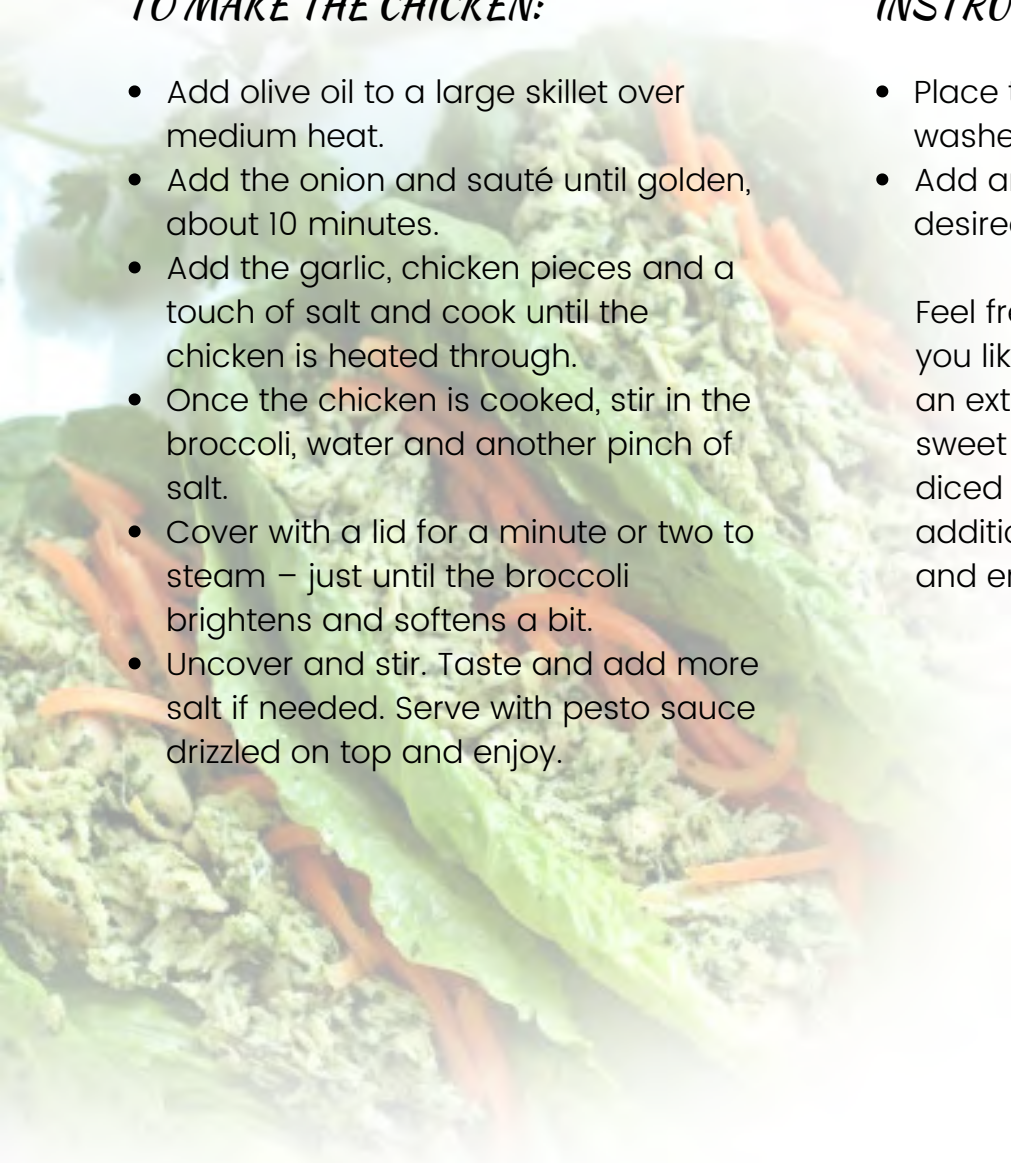 TO MAKE THE CHICKEN:
• Add olive oil to a large skillet over
medium heat.
• Add the onion and sauté until golden,
about 10 minutes.
• Add the garlic, chicken pieces and a
touch of salt and cook until the
chicken is heated through.
• Once the chicken is cooked, stir in the
broccoli, water and another pinch of
salt.
• Cover with a lid for a minute or two to
steam – just until the broccoli
brightens and softens a bit.
• Uncover and stir. Taste and add more
salt if needed. Serve with pesto sauce
drizzled on top and enjoy.
• Place
• Add
Feel
you
an
sweet
diced
and